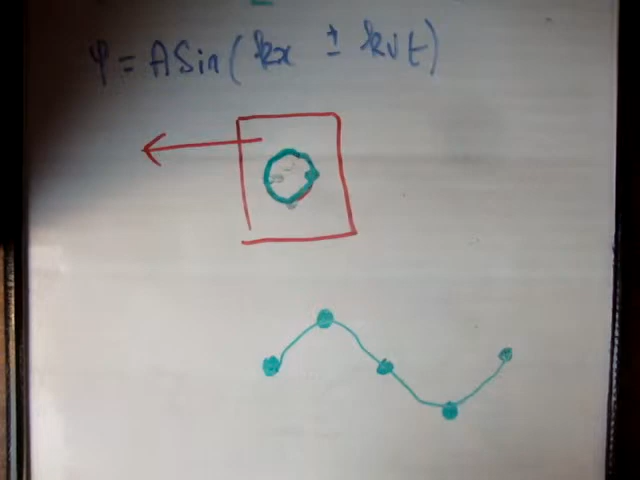 φ = A Sin ( kx ± kvt )